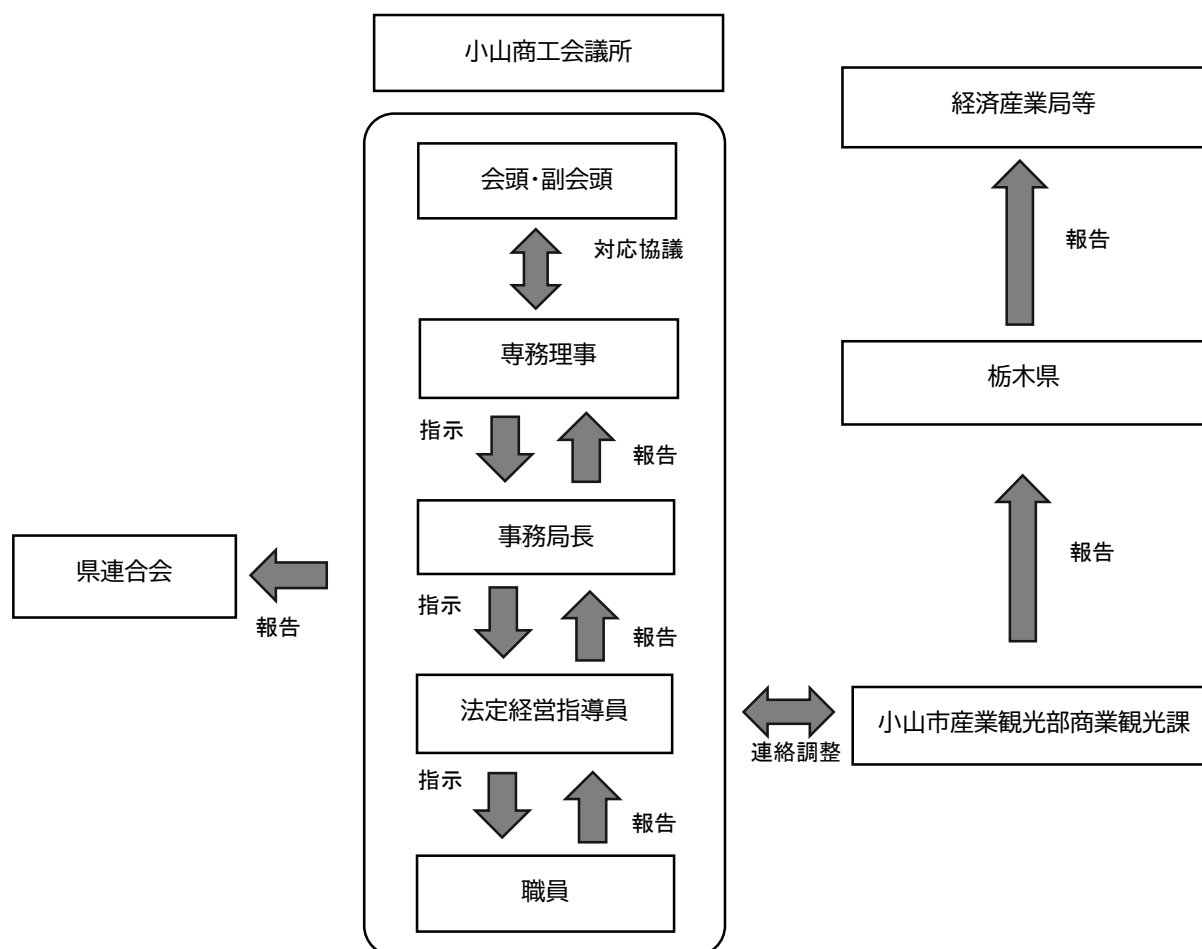 小山商工会議所
経済産業局等
会頭・副会頭
対応協議
報告
専務理事
栃木県
指示
報告
事務局長
県連合会
報告
報告
指示
報告
法定経営指導員
小山市産業観光部商業観光課
連絡調整
指示
報告
職員